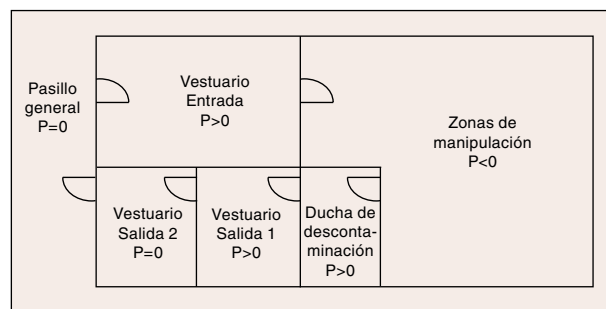 Pasillo
general
P=0
Vestuario
Entrada
P>0
Zonas de
manipulación
P<0
Vestuario
Salida 2
P=0
Vestuario
Salida 1
P>0
Ducha de
desconta-
minación
P>0